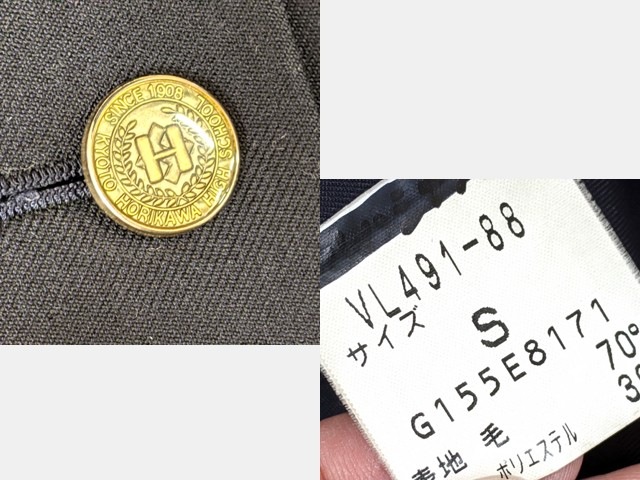 SINCE 1908
KYOTO HORIKAWA HIGH SCHOOL
H
VL491-88
サイズ
S
G155E8171
表地 毛 70%
ポリエステル